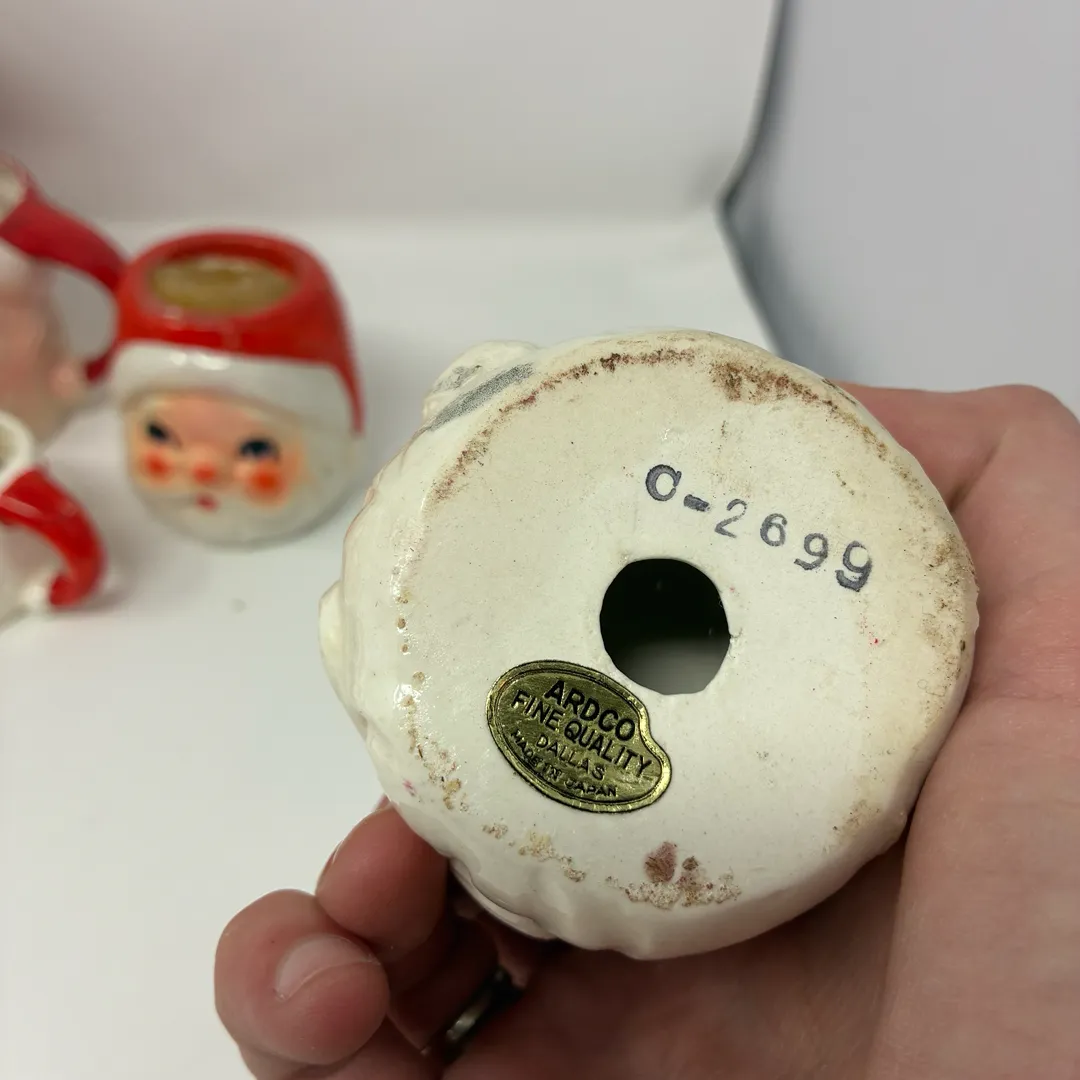 C-2699
ARDCO
FINE QUALITY
DALLAS
MADE IN JAPAN